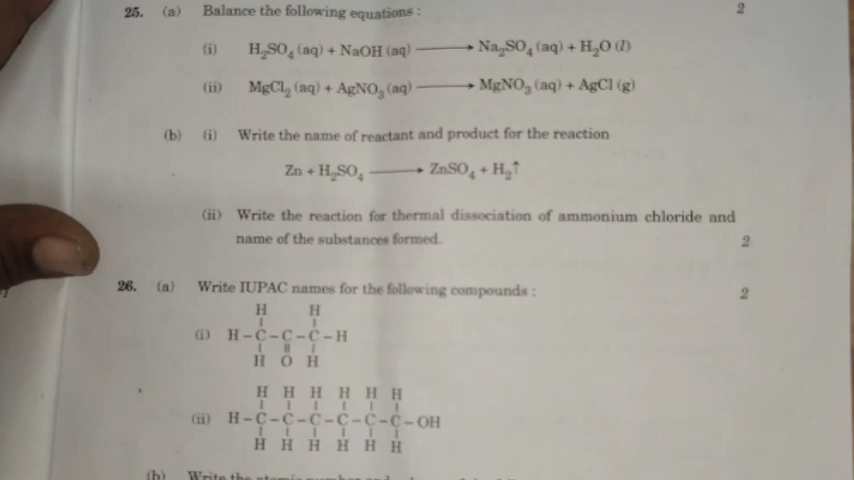 25. (a) Balance the following equations : 2
(i) H₂SO₄ (aq) + NaOH (aq) ⟶ Na₂SO₄ (aq) + H₂O (l)
(ii) MgCl₂ (aq) + AgNO₃ (aq) ⟶ MgNO₃ (aq) + AgCl (g)
(b) (i) Write the name of reactant and product for the reaction
Zn + H₂SO₄ ⟶ ZnSO₄ + H₂↑
(ii) Write the reaction for thermal dissociation of ammonium chloride and
name of the substances formed. 2
26. (a) Write IUPAC names for the following compounds : 2
H H
(i) H – C – C – C – H
H O H
H H H H H H
(ii) H – C – C – C – C – C – C – OH
H H H H H H
(b) Write the